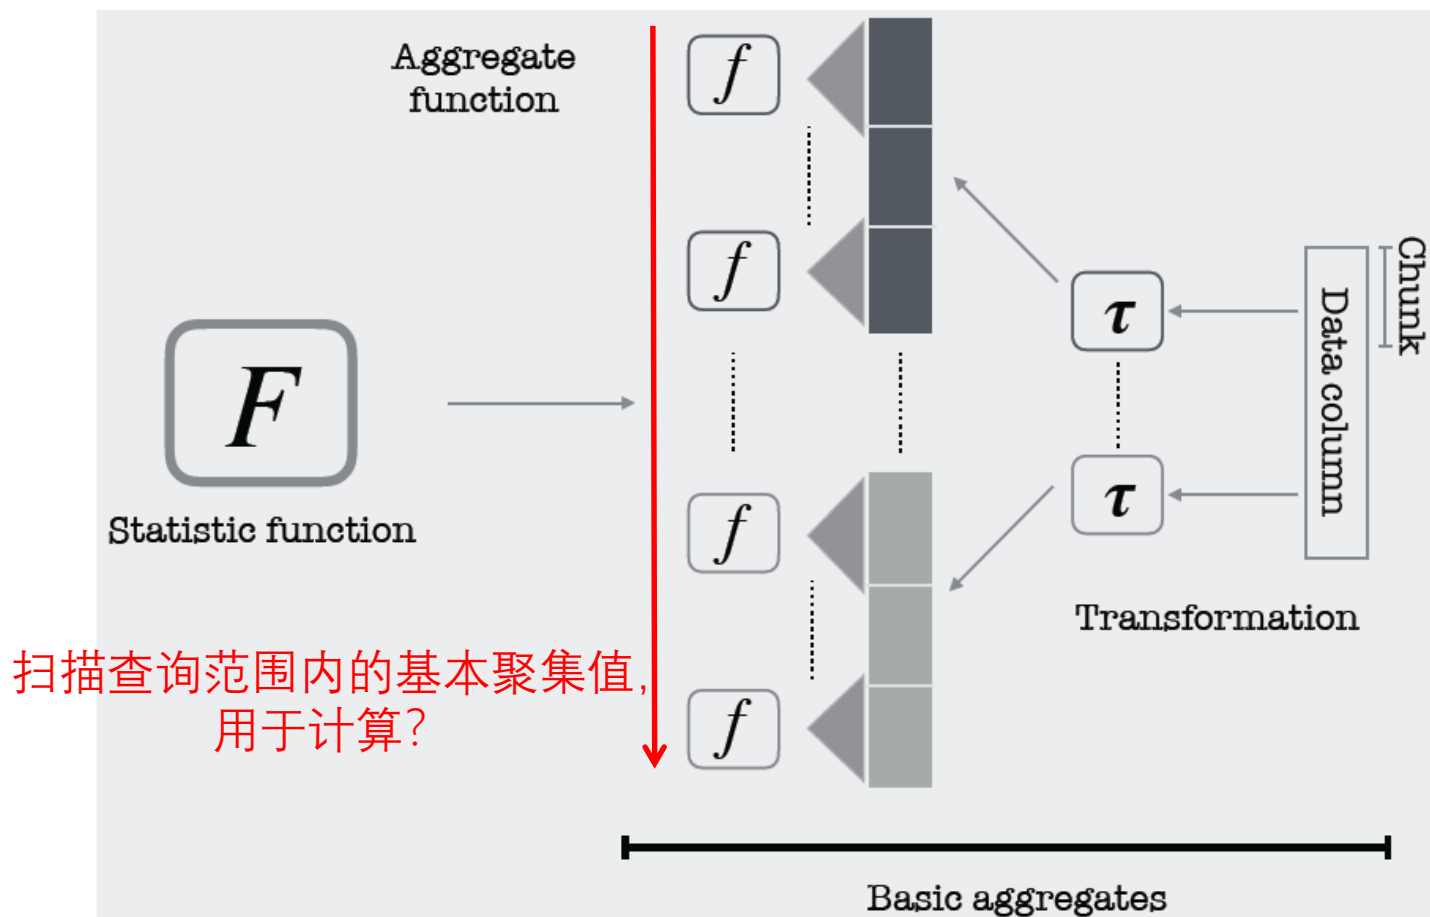 Aggregate
function
f
f
F
Statistic function
f
f
τ
τ
Data column
Chunk
Transformation
扫描查询范围内的基本聚集值,
用于计算?
Basic aggregates